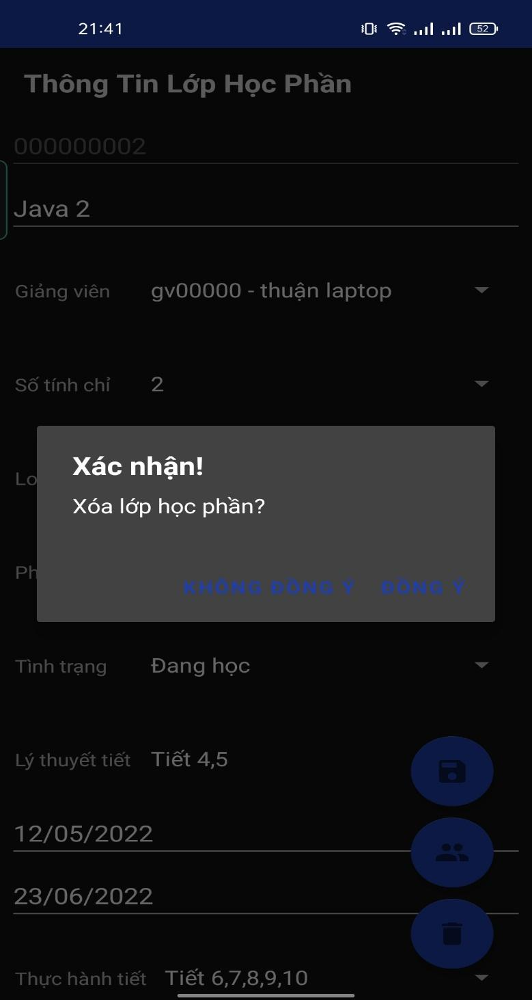 21:41
52
Thông Tin Lớp Học Phần
000000002
Java 2
Giảng viên gv00000 - thuận laptop
Số tính chỉ 2
Lo
Xác nhận!
Xóa lớp học phần?
Ph
KHÔNG ĐỒNG Ý ĐỒNG Ý
Tình trạng Đang học
Lý thuyết tiết Tiết 4,5
12/05/2022
23/06/2022
Thực hành tiết Tiết 6,7,8,9,10